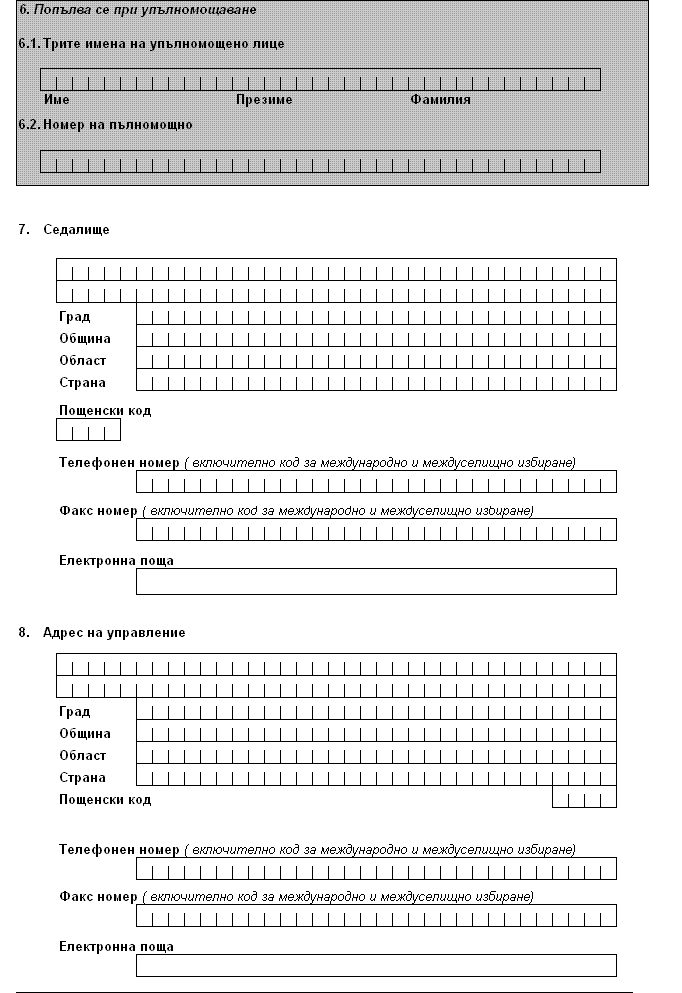 6. Попълва се при упълномощаване
6.1. Трите имена на упълномощено лице
Име Презиме Фамилия
6.2. Номер на пълномощно
7. Седалище
Град
Община
Област
Страна
Пощенски код
Телефонен номер ( включително код за международно и междуселищно избиране)
Факс номер ( включително код за международно и междуселищно избиране)
Електронна поща
8. Адрес на управление
Град
Община
Област
Страна
Пощенски код
Телефонен номер ( включително код за международно и междуселищно избиране)
Факс номер ( включително код за международно и междуселищно избиране)
Електронна поща